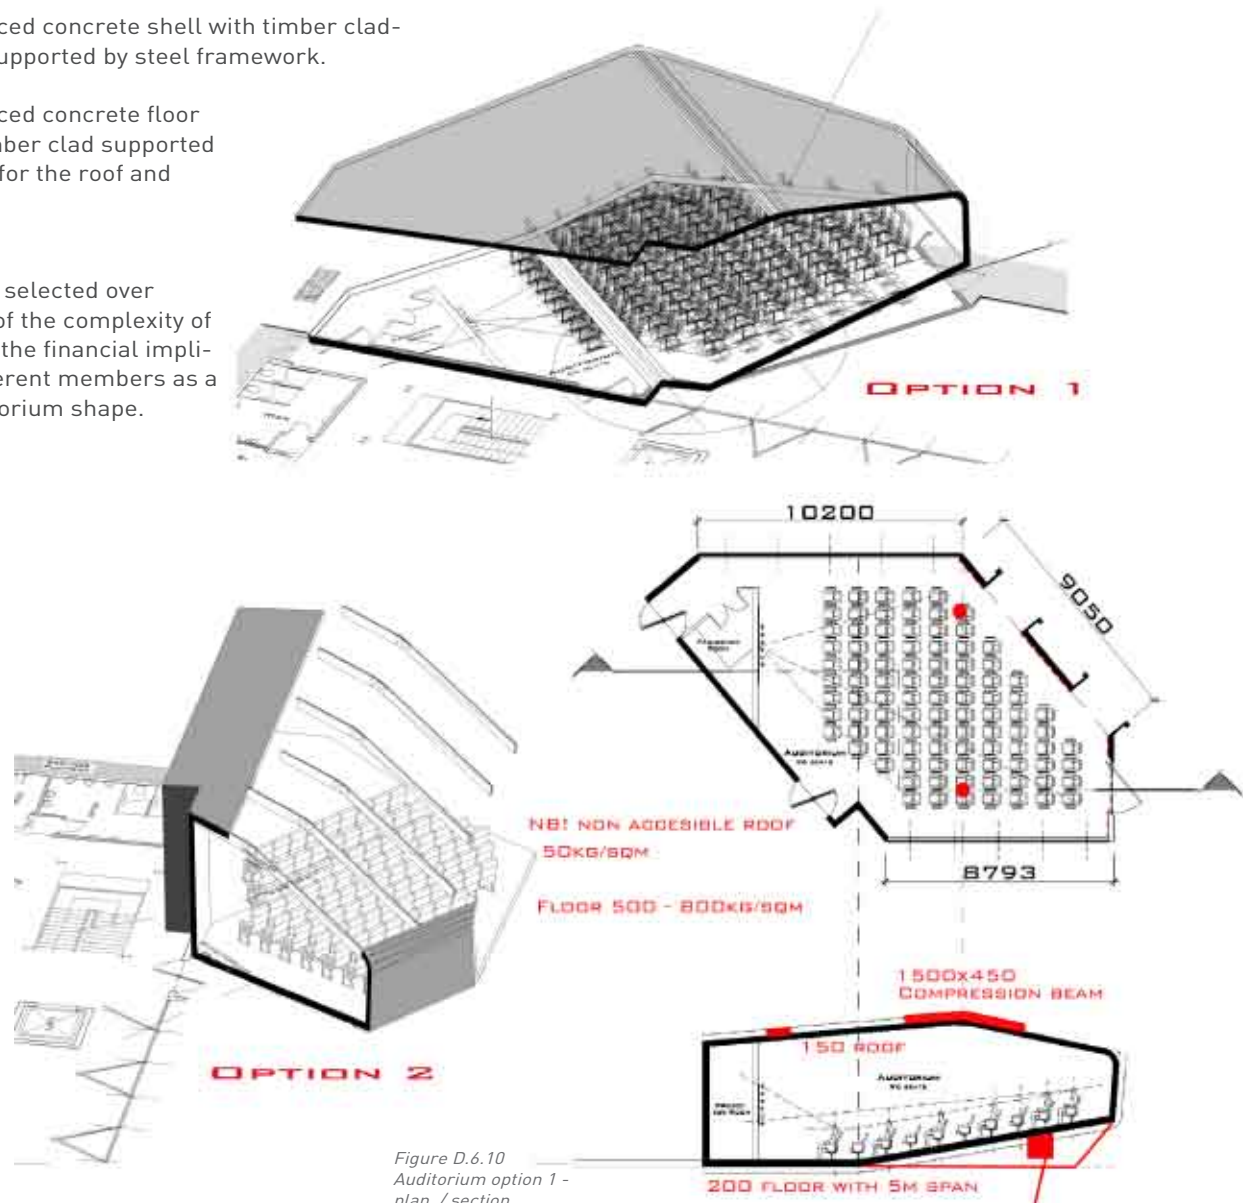 ced concrete shell with timber clad-
upported by steel framework.
ced concrete floor
mber clad supported
for the roof and
selected over
of the complexity of
the financial impli-
erent members as a
orium shape.
Option 1
Auditorium
10200
9050
Auditorium
8793
NB! non accesible roof
50kg/sqm
Floor 500 - 800kg/sqm
Option 2
1500x450
Compression beam
150 roof
Auditorium
200 floor with 5m span
Figure D.6.10
Auditorium option 1 -
plan / section